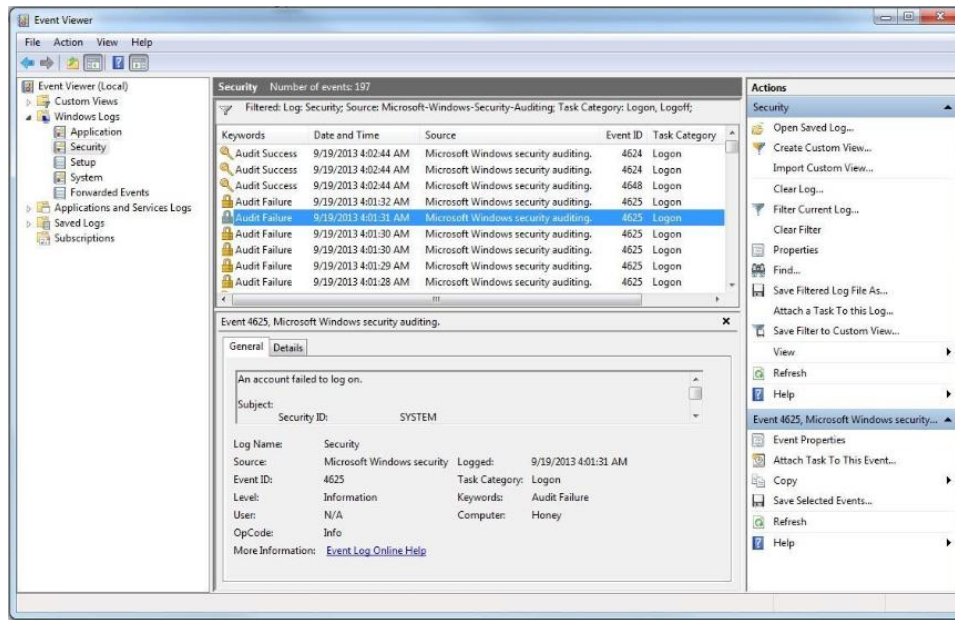 Event Viewer
File Action View Help
Event Viewer (Local)
Custom Views
Windows Logs
Application
Security
Setup
System
Forwarded Events
Applications and Services Logs
Saved Logs
Subscriptions
Security Number of events: 197
Filtered: Log: Security; Source: Microsoft-Windows-Security-Auditing; Task Category: Logon, Logoff;
Keywords Date and Time Source Event ID Task Category
Audit Success 9/19/2013 4:02:44 AM Microsoft Windows security auditing. 4624 Logon
Audit Success 9/19/2013 4:02:44 AM Microsoft Windows security auditing. 4624 Logon
Audit Success 9/19/2013 4:02:44 AM Microsoft Windows security auditing. 4648 Logon
Audit Failure 9/19/2013 4:01:32 AM Microsoft Windows security auditing. 4625 Logon
Audit Failure 9/19/2013 4:01:31 AM Microsoft Windows security auditing. 4625 Logon
Audit Failure 9/19/2013 4:01:30 AM Microsoft Windows security auditing. 4625 Logon
Audit Failure 9/19/2013 4:01:30 AM Microsoft Windows security auditing. 4625 Logon
Audit Failure 9/19/2013 4:01:29 AM Microsoft Windows security auditing. 4625 Logon
Audit Failure 9/19/2013 4:01:28 AM Microsoft Windows security auditing. 4625 Logon
Event 4625, Microsoft Windows security auditing.
General Details
An account failed to log on.
Subject:
Security ID: SYSTEM
Log Name: Security
Source: Microsoft Windows security Logged: 9/19/2013 4:01:31 AM
Event ID: 4625 Task Category: Logon
Level: Information Keywords: Audit Failure
User: N/A Computer: Honey
OpCode: Info
More Information: Event Log Online Help
Actions
Security
Open Saved Log...
Create Custom View...
Import Custom View...
Clear Log...
Filter Current Log...
Clear Filter
Properties
Find...
Save Filtered Log File As...
Attach a Task To this Log...
Save Filter to Custom View...
View
Refresh
Help
Event 4625, Microsoft Windows security...
Event Properties
Attach Task To This Event...
Copy
Save Selected Events...
Refresh
Help